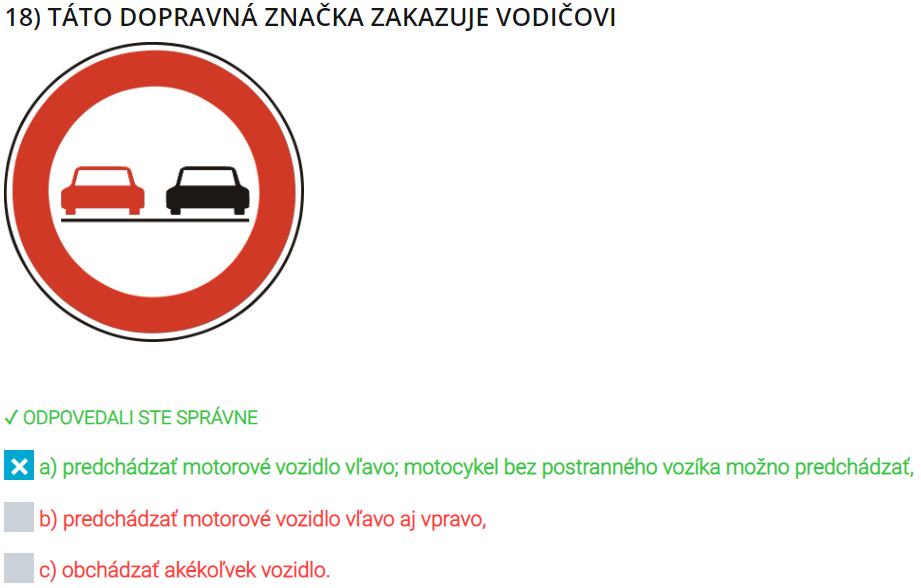 18) TÁTO DOPRAVNÁ ZNAČKA ZAKAZUJE VODIČOVI
✓ ODPOVEDALI STE SPRÁVNE
a) predchádzať motorové vozidlo vľavo; motocykel bez postranného vozíka možno predchádzať,
b) predchádzať motorové vozidlo vľavo aj vpravo,
c) obchádzať akékoľvek vozidlo.